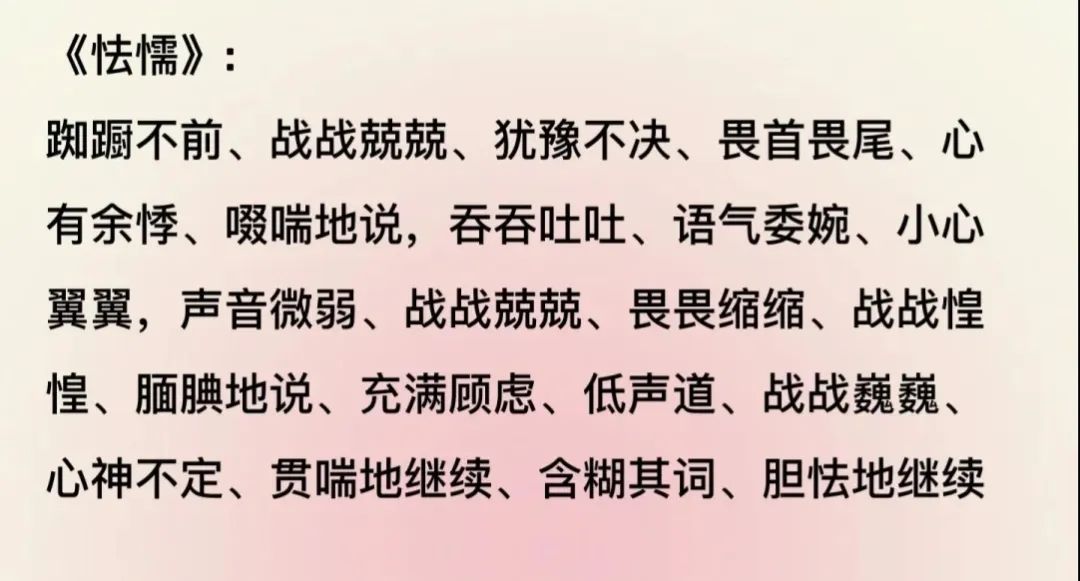 《怯懦》:
踟蹰不前、战战兢兢、犹豫不决、畏首畏尾、心
有余悸、啜喘地说，吞吞吐吐、语气委婉、小心
翼翼，声音微弱、战战兢兢、畏畏缩缩、战战惶
惶、腼腆地说、充满顾虑、低声道、战战巍巍、
心神不定、贯喘地继续、含糊其词、胆怯地继续